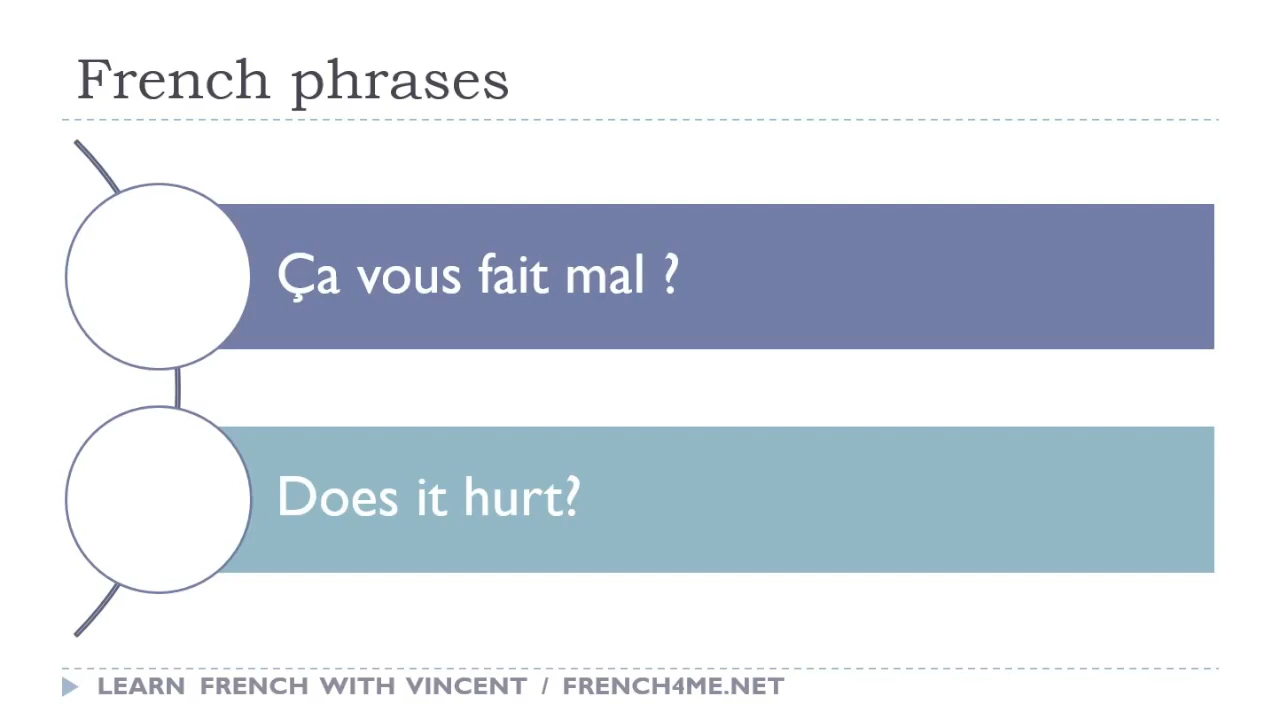 French phrases
Ça vous fait mal ?
Does it hurt?
LEARN FRENCH WITH VINCENT / FRENCH4ME.NET